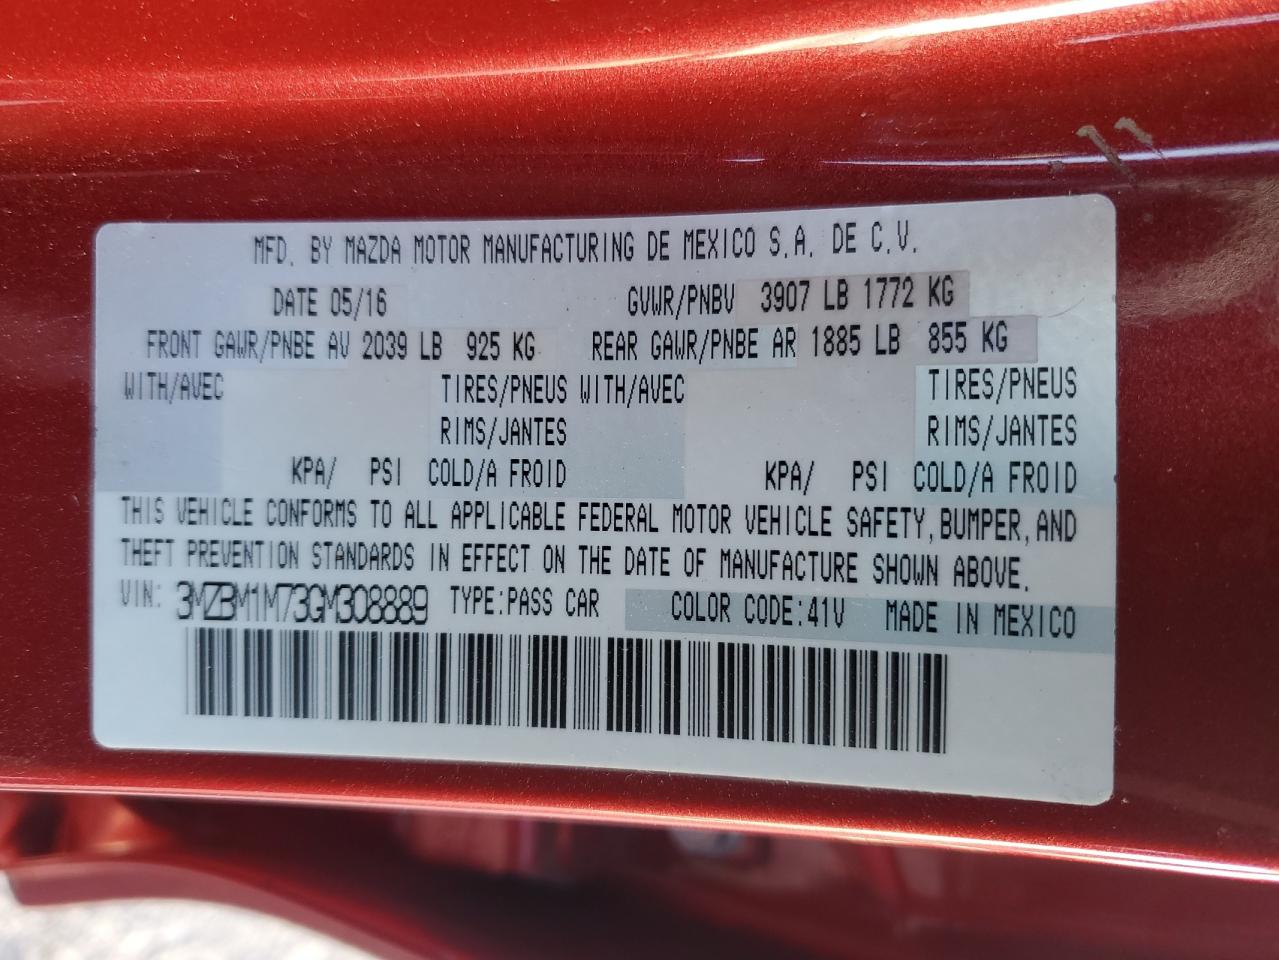 MFD. BY MAZDA MOTOR MANUFACTURING DE MEXICO S.A. DE C.V.
DATE 05/16 GVWR/PNBV 3907 LB 1772 KG
FRONT GAWR/PNBE AV 2039 LB 925 KG REAR GAWR/PNBE AR 1885 LB 855 KG
WITH/AVEC TIRES/PNEUS WITH/AVEC TIRES/PNEUS
RIMS/JANTES RIMS/JANTES
KPA/ PSI COLD/A FROID KPA/ PSI COLD/A FROID
THIS VEHICLE CONFORMS TO ALL APPLICABLE FEDERAL MOTOR VEHICLE SAFETY, BUMPER, AND
THEFT PREVENTION STANDARDS IN EFFECT ON THE DATE OF MANUFACTURE SHOWN ABOVE.
VIN: 3MZBM1M73GM308889 TYPE:PASS CAR COLOR CODE:41V MADE IN MEXICO